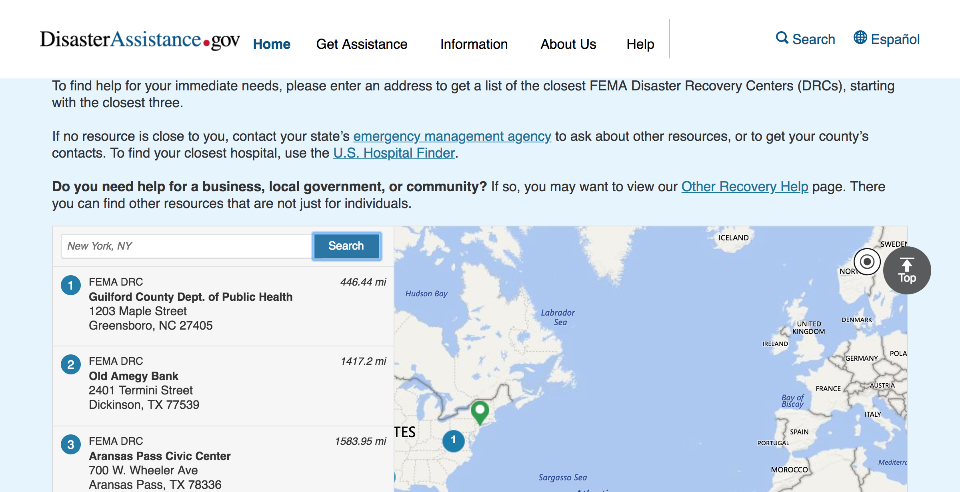 DisasterAssistance.gov
Home Get Assistance Information About Us Help Search Español
To find help for your immediate needs, please enter an address to get a list of the closest FEMA Disaster Recovery Centers (DRCs), starting
with the closest three.
If no resource is close to you, contact your state's emergency management agency to ask about other resources, or to get your county's
contacts. To find your closest hospital, use the U.S. Hospital Finder.
Do you need help for a business, local government, or community? If so, you may want to view our Other Recovery Help page. There
you can find other resources that are not just for individuals.
New York, NY Search
1 FEMA DRC 446.44 mi
Guilford County Dept. of Public Health
1203 Maple Street
Greensboro, NC 27405
2 FEMA DRC 1417.2 mi
Old Amegy Bank
2401 Termini Street
Dickinson, TX 77539
3 FEMA DRC 1583.95 mi
Aransas Pass Civic Center
700 W. Wheeler Ave
Aransas Pass, TX 78336
ICELAND
SWEDEN
NOR
Top
Hudson Bay
Labrador
Sea
UNITED
KINGDOM
DENMARK
IRELAND
GERMANY
POLA
FRANCE
AUSTRIA
Bay of
Biscay
ITALY
TES
1
SPAIN
PORTUGAL
Mediterra
MOROCCO
Sargasso Sea